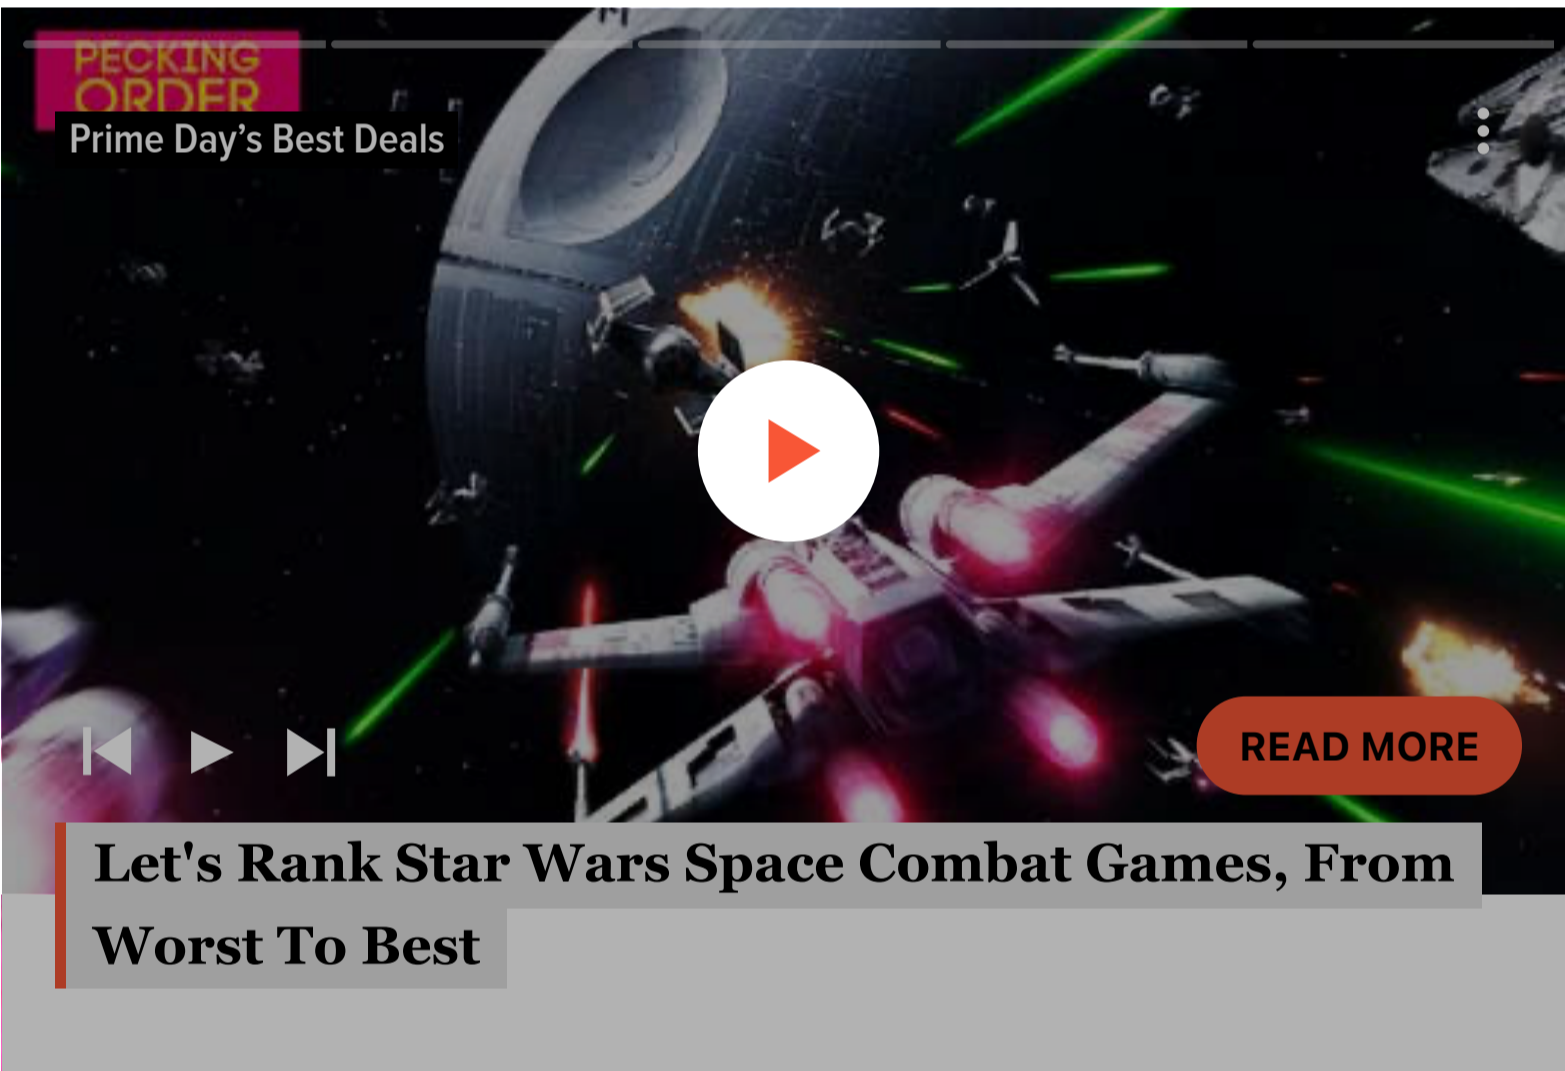 PECKING
ORDER
Prime Day’s Best Deals
READ MORE
Let's Rank Star Wars Space Combat Games, From
Worst To Best